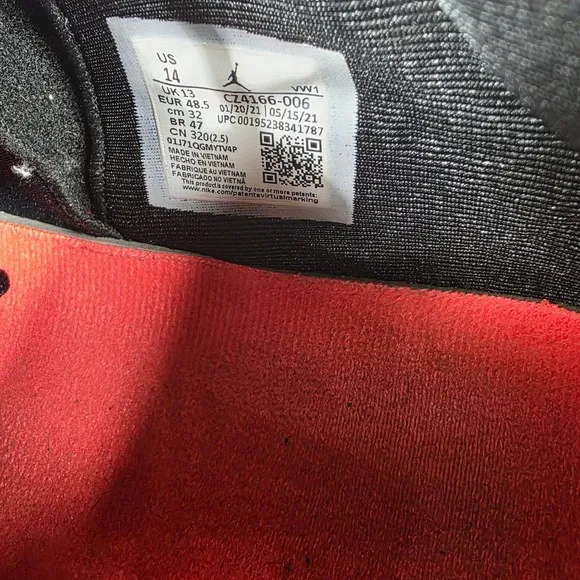 US
14
VW1
UK 13
EUR 48.5
cm 32
BR 47
CN 320(2.5)
CZ4166-006
01/20/21 05/15/21
UPC 00195238341787
01J71QGMYTV4P
MADE IN VIETNAM
HECHO EN VIETNAM
FABRIQUE AU VIETNAM
FABRICADO NO VIETNÃ
This product is covered by one or more patents:
www.nike.com/patentsvirtualmarking